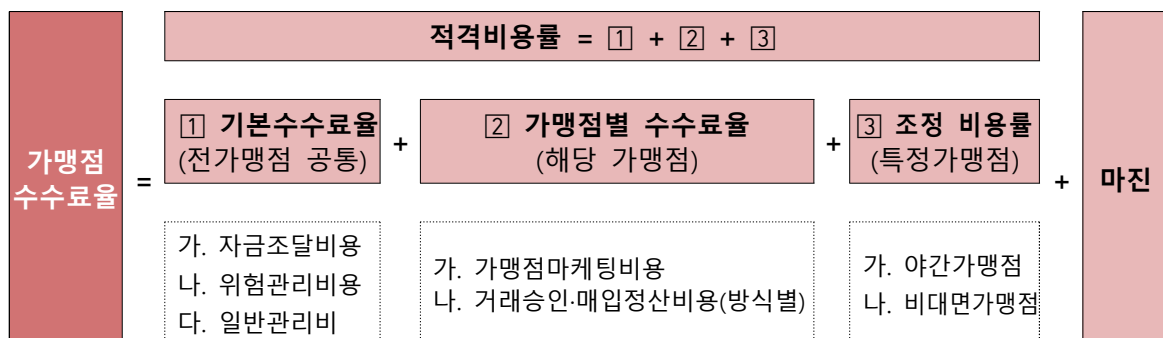 적격비용률 = 1 + 2 + 3
가맹점
수수료율
=
1 기본수수료율
(전가맹점 공통)
+
2 가맹점별 수수료율
(해당 가맹점)
+
3 조정 비용률
(특정가맹점)
+
마진
가. 자금조달비용
나. 위험관리비용
다. 일반관리비
가. 가맹점마케팅비용
나. 거래승인·매입정산비용(방식별)
가. 야간가맹점
나. 비대면가맹점